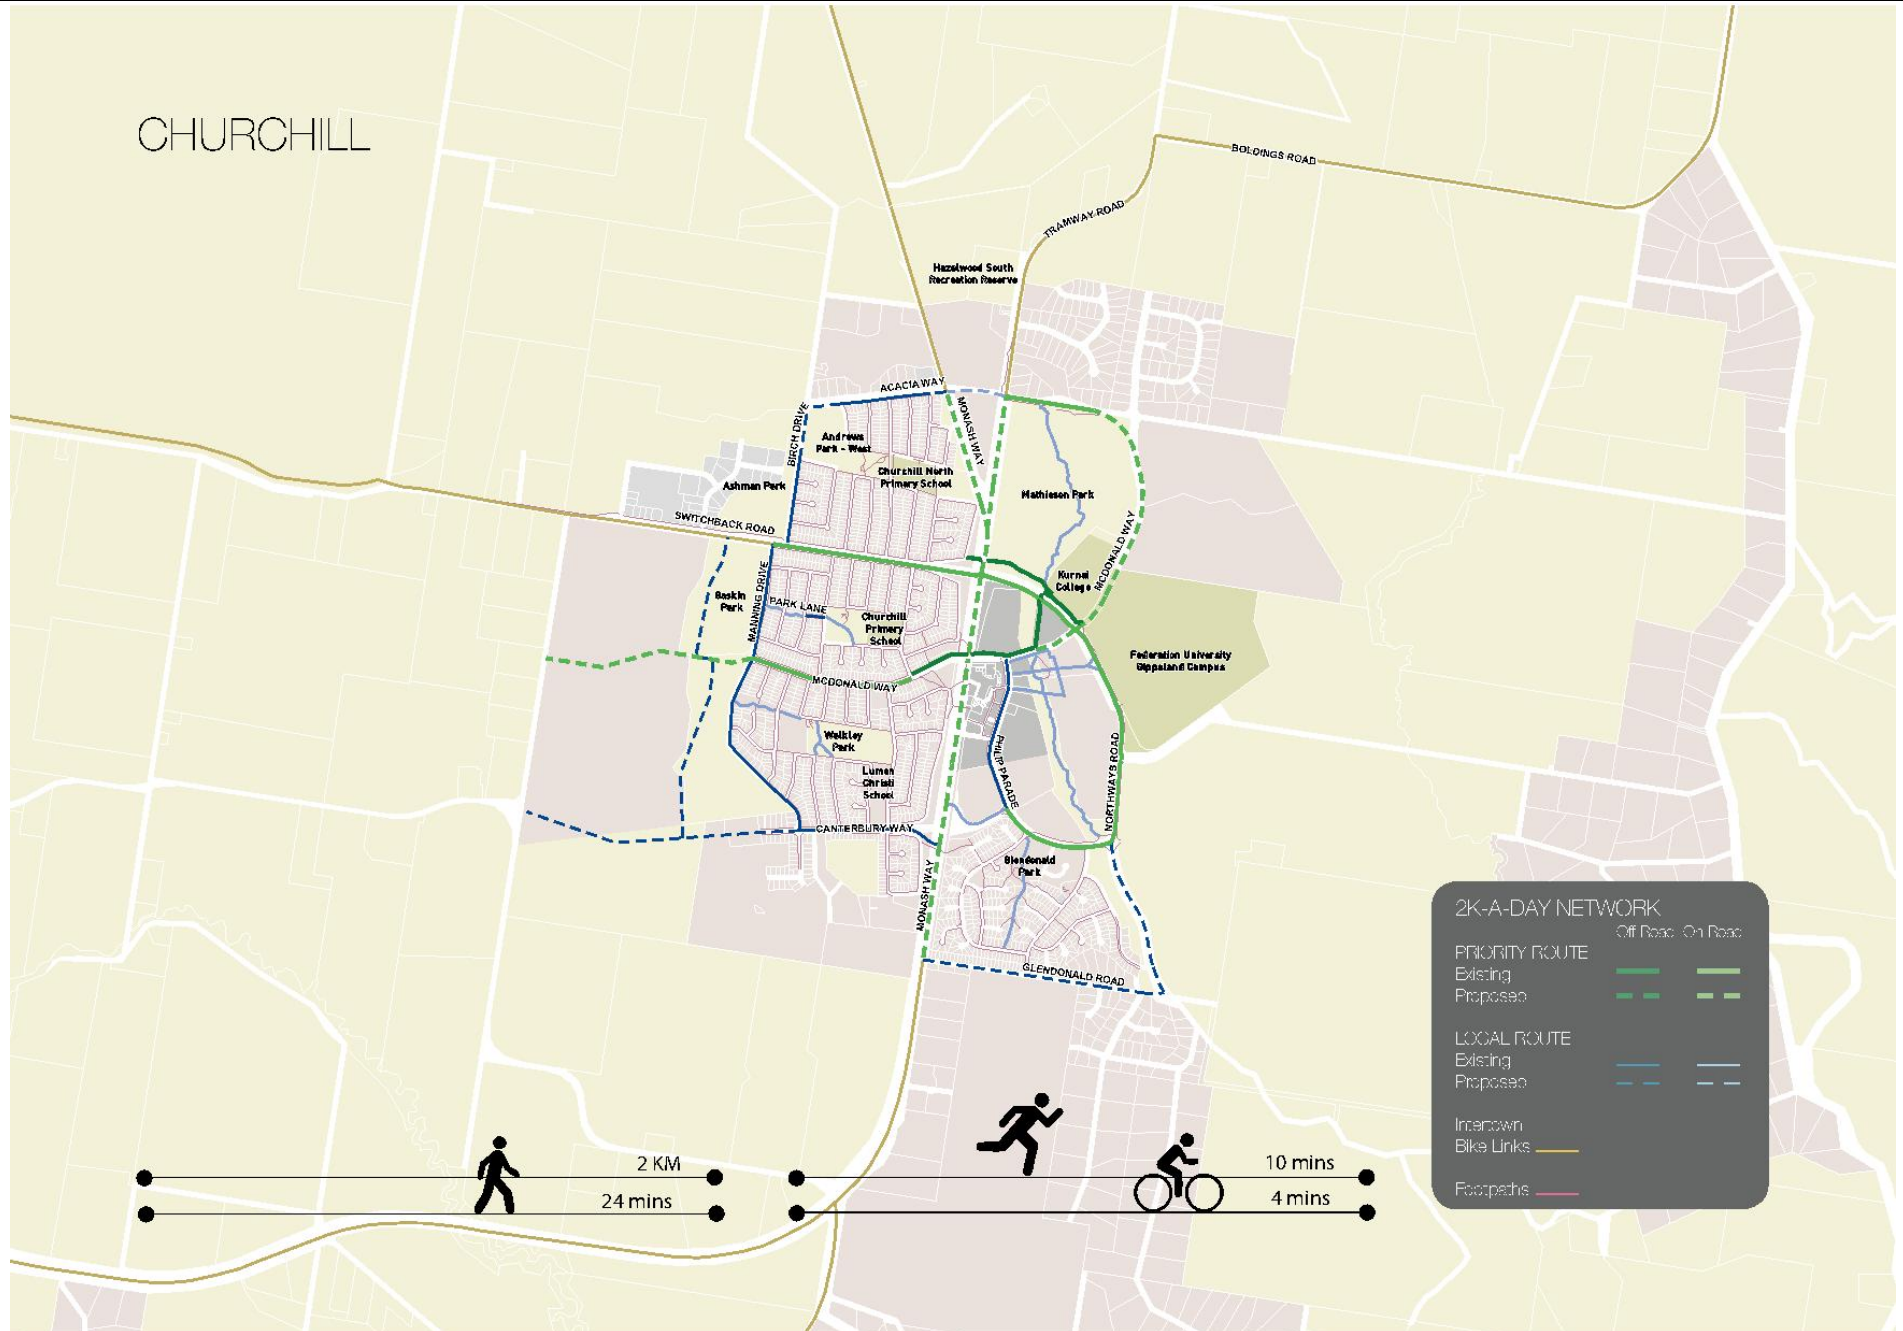 CHURCHILL
BOLDINGS ROAD
TRAMWAY ROAD
Hazelwood South
Recreation Reserve
ACACIA WAY
MONASH WAY
BIRCH DRIVE
Andrews
Park - West
Churchill North
Primary School
Ashman Park
Mathieson Park
SWITCHBACK ROAD
MCDONALD WAY
Kurnai
College
MANNING DRIVE
Gaskin
Park
PARK LANE
Churchill
Primary
School
Federation University
Gippsland Campus
MCDONALD WAY
Walkley
Park
PHILIP PARADE
NORTHWAYS ROAD
Lumen
Christi
School
CANTERBURY WAY
Glendonald
Park
MONASH WAY
GLENDONALD ROAD
2K-A-DAY NETWORK
Off Road On Road
PRIORITY ROUTE
Existing
Proposed
LOCAL ROUTE
Existing
Proposed
Intertown
Bike Links
Footpaths
2 KM
24 mins
10 mins
4 mins